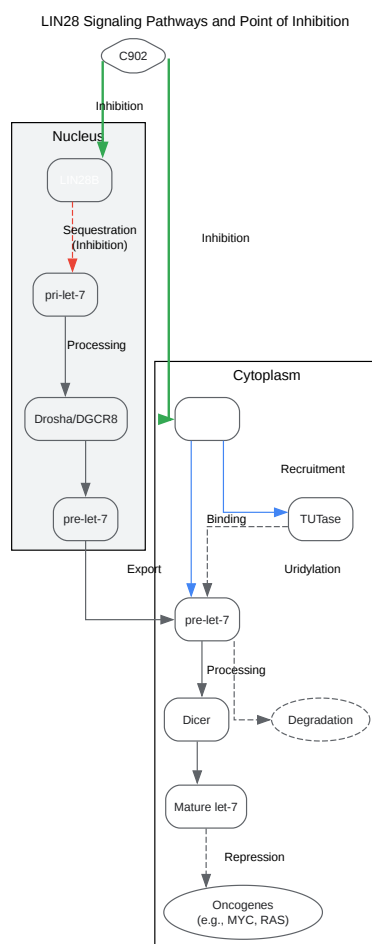 LIN28 Signaling Pathways and Point of Inhibition
C902
Inhibition
Nucleus
LIN28B
Sequestration
(Inhibition)
Inhibition
pri-let-7
Processing
Cytoplasm
Drosha/DGCR8
Recruitment
pre-let-7
Binding
TUTase
Export
Uridylation
pre-let-7
Processing
Dicer
Degradation
Mature let-7
Repression
Oncogenes
(e.g., MYC, RAS)